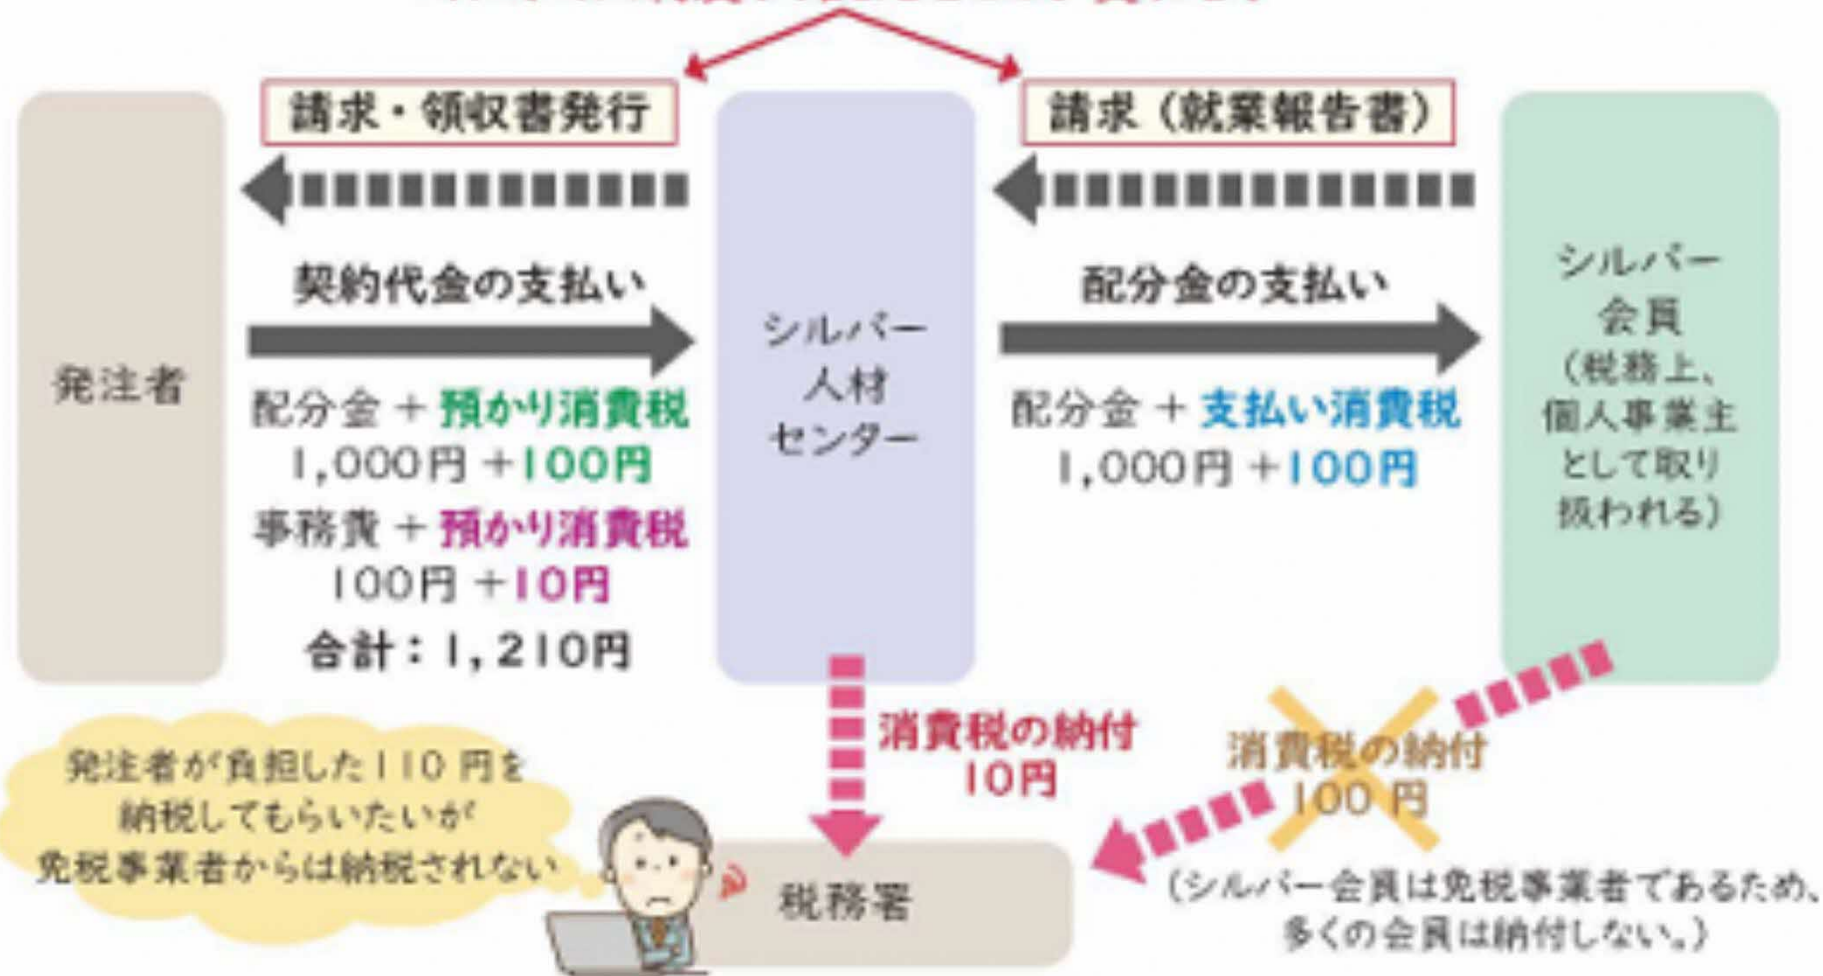 請求・領収書発行
請求（就業報告書）
契約代金の支払い
配分金の支払い
発注者
シルバー
人材
センター
シルバー
会員
（税務上、
個人事業主
として取り
扱われる）
配分金 + 預かり消費税
1,000円 +100円
事務費 + 預かり消費税
100円 +10円
合計：1,210円
配分金 + 支払い消費税
1,000円 +100円
消費税の納付
10円
消費税の納付
100円
発注者が負担した110円を
納税してもらいたいが
免税事業者からは納税されない
税務署
（シルバー会員は免税事業者であるため、
多くの会員は納付しない。）